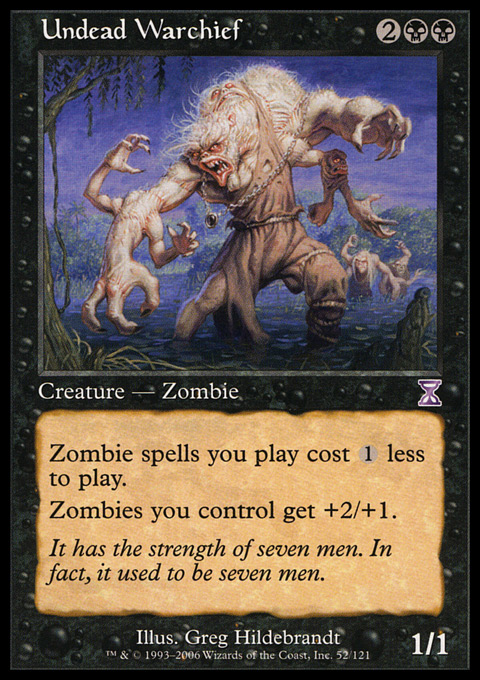 Undead Warchief 2
Creature — Zombie
Zombie spells you play cost 1 less
to play.
Zombies you control get +2/+1.
It has the strength of seven men. In
fact, it used to be seven men.
Illus. Greg Hildebrandt
1/1
™ & © 1993–2006 Wizards of the Coast, Inc. 52/121